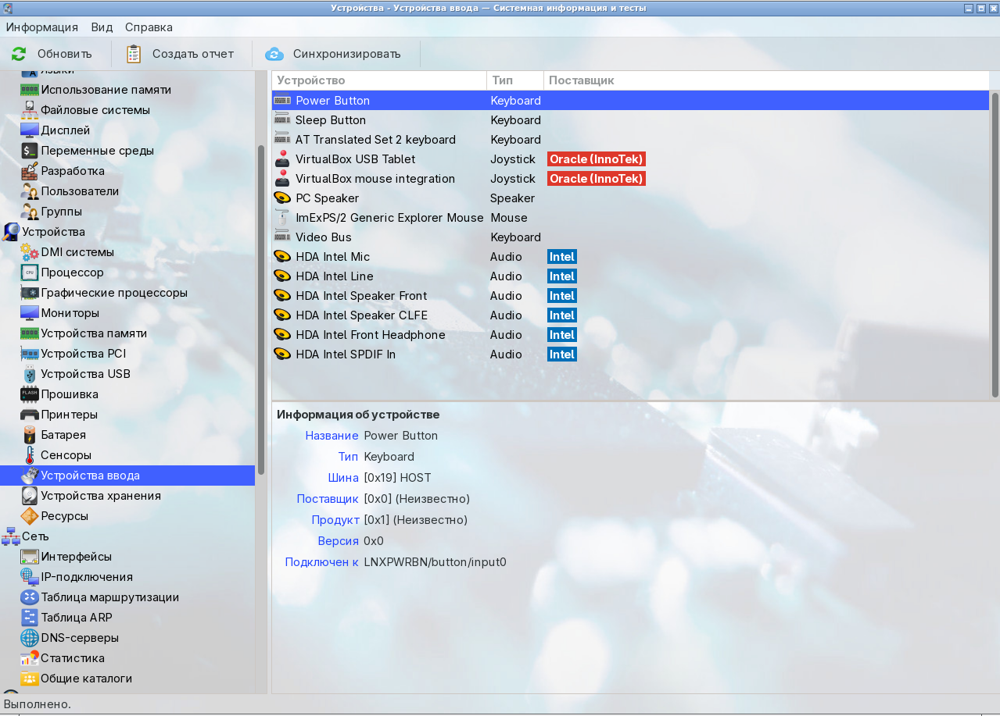 Устройства - Устройства ввода — Системная информация и тесты
Информация Вид Справка
Обновить Создать отчет Синхронизировать
Языки
Использование памяти
Файловые системы
Дисплей
Переменные среды
Разработка
Пользователи
Группы
Устройства
DMI системы
CPU Процессор
Графические процессоры
Мониторы
Устройства памяти
Устройства PCI
Устройства USB
FLASH Прошивка
Принтеры
Батарея
Сенсоры
Устройства ввода
Устройства хранения
Ресурсы
Сеть
Интерфейсы
IP-подключения
Таблица маршрутизации
Таблица ARP
DNS-серверы
Статистика
Общие каталоги
Устройство Тип Поставщик
Power Button Keyboard
Sleep Button Keyboard
AT Translated Set 2 keyboard Keyboard
VirtualBox USB Tablet Joystick Oracle (InnoTek)
VirtualBox mouse integration Joystick Oracle (InnoTek)
PC Speaker Speaker
ImExPS/2 Generic Explorer Mouse Mouse
Video Bus Keyboard
HDA Intel Mic Audio Intel
HDA Intel Line Audio Intel
HDA Intel Speaker Front Audio Intel
HDA Intel Speaker CLFE Audio Intel
HDA Intel Front Headphone Audio Intel
HDA Intel SPDIF In Audio Intel
Информация об устройстве
Название Power Button
Тип Keyboard
Шина [0x19] HOST
Поставщик [0x0] (Неизвестно)
Продукт [0x1] (Неизвестно)
Версия 0x0
Подключен к LNXPWRBN/button/input0
Выполнено.